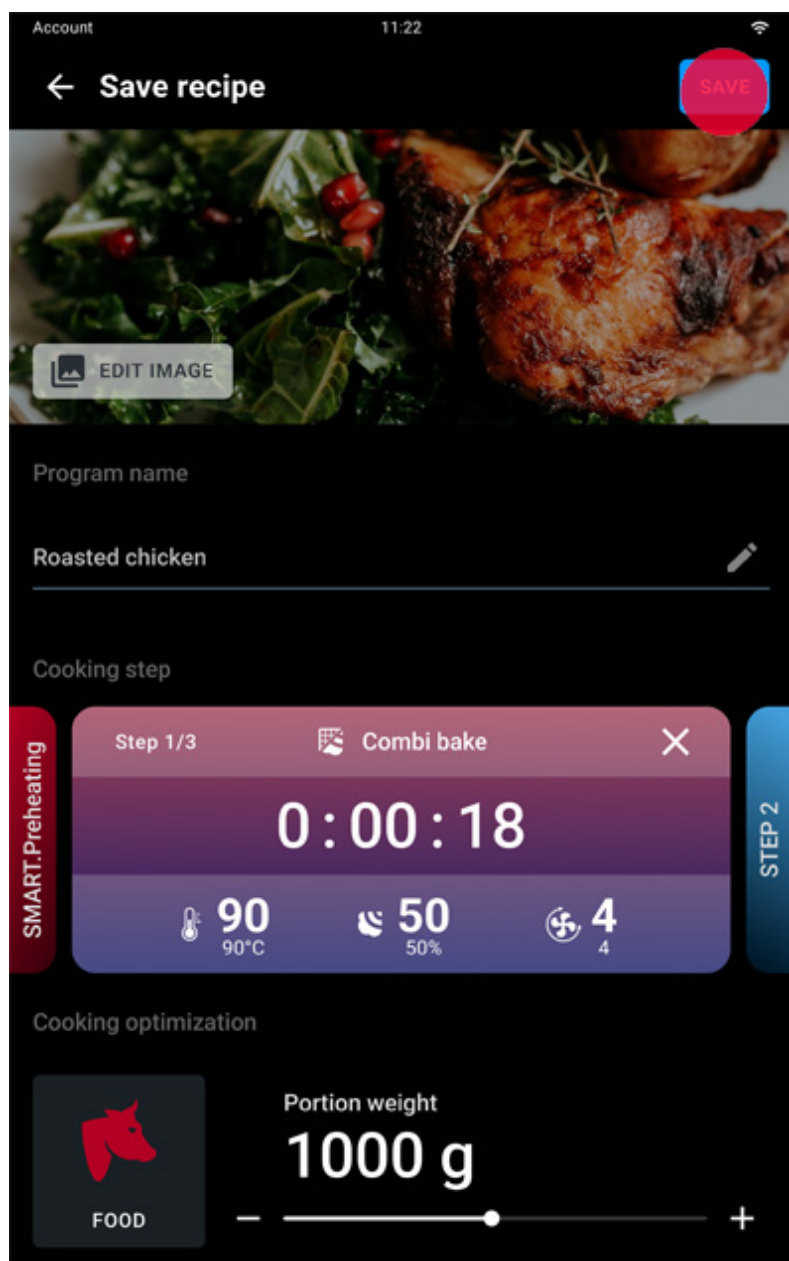 Account 11:22
Save recipe SAVE
EDIT IMAGE
Program name
Roasted chicken
Cooking step
SMART.Preheating
Step 1/3 Combi bake
0:00:18
90 50 4
90°C 50% 4
STEP 2
Cooking optimization
Portion weight
1000 g
FOOD